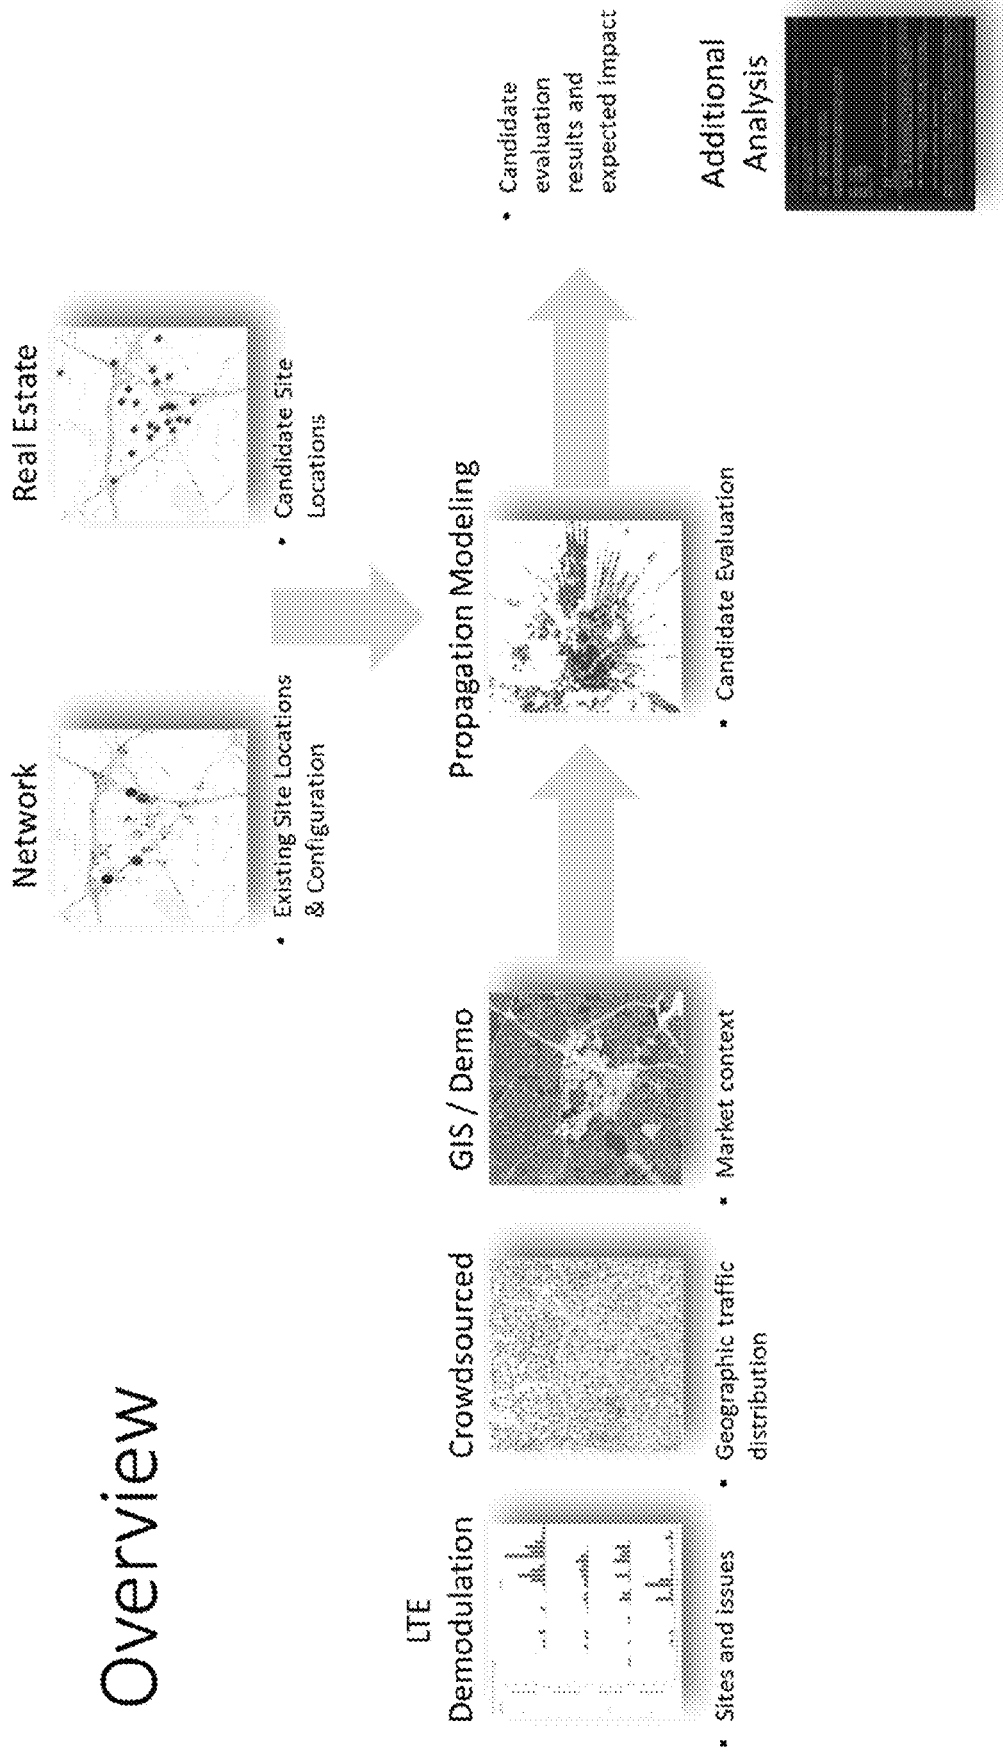 Overview
Network
• Existing Site Locations
& Configuration
Real Estate
• Candidate Site
Locations
LTE
Demodulation
• Sites and issues
Crowdsourced
• Geographic traffic
distribution
GIS / Demo
• Market context
Propagation Modeling
• Candidate Evaluation
• Candidate
evaluation
results and
expected impact
Additional
Analysis